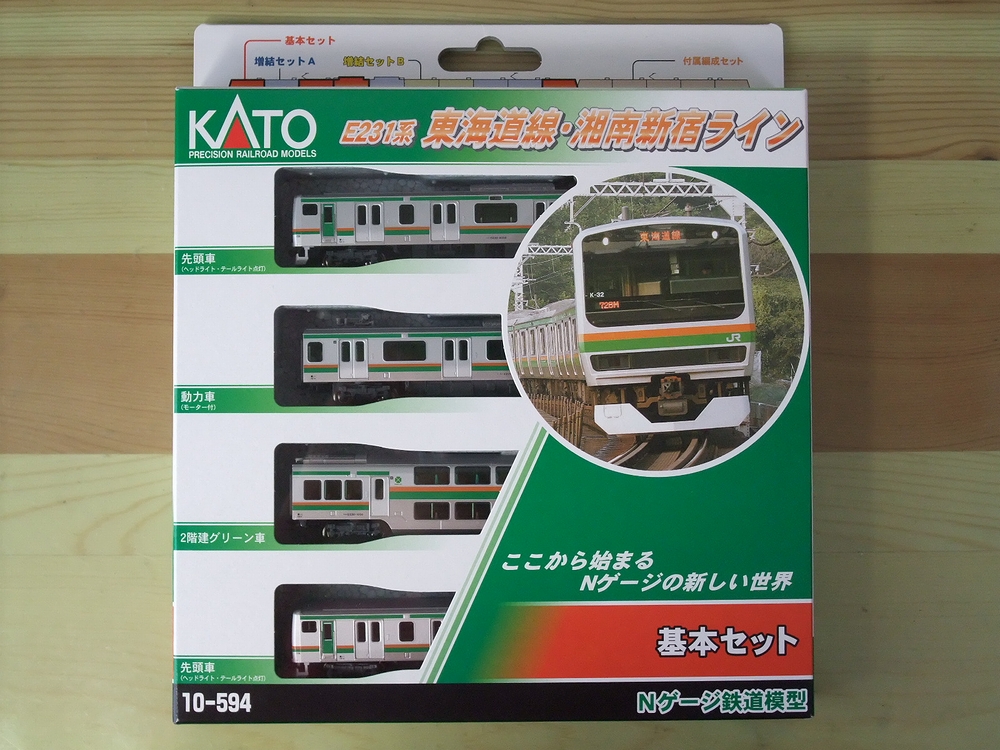 基本セット
増結セットA
増結セットB
付属編成セット
KATO
PRECISION RAILROAD MODELS
E231系 東海道線・湘南新宿ライン
東海道線
K-32
728M
JR
先頭車
(ヘッドライト・テールライト点灯)
動力車
(モーター付)
2階建グリーン車
先頭車
(ヘッドライト・テールライト点灯)
ここから始まる
Nゲージの新しい世界
基本セット
10-594
Nゲージ鉄道模型